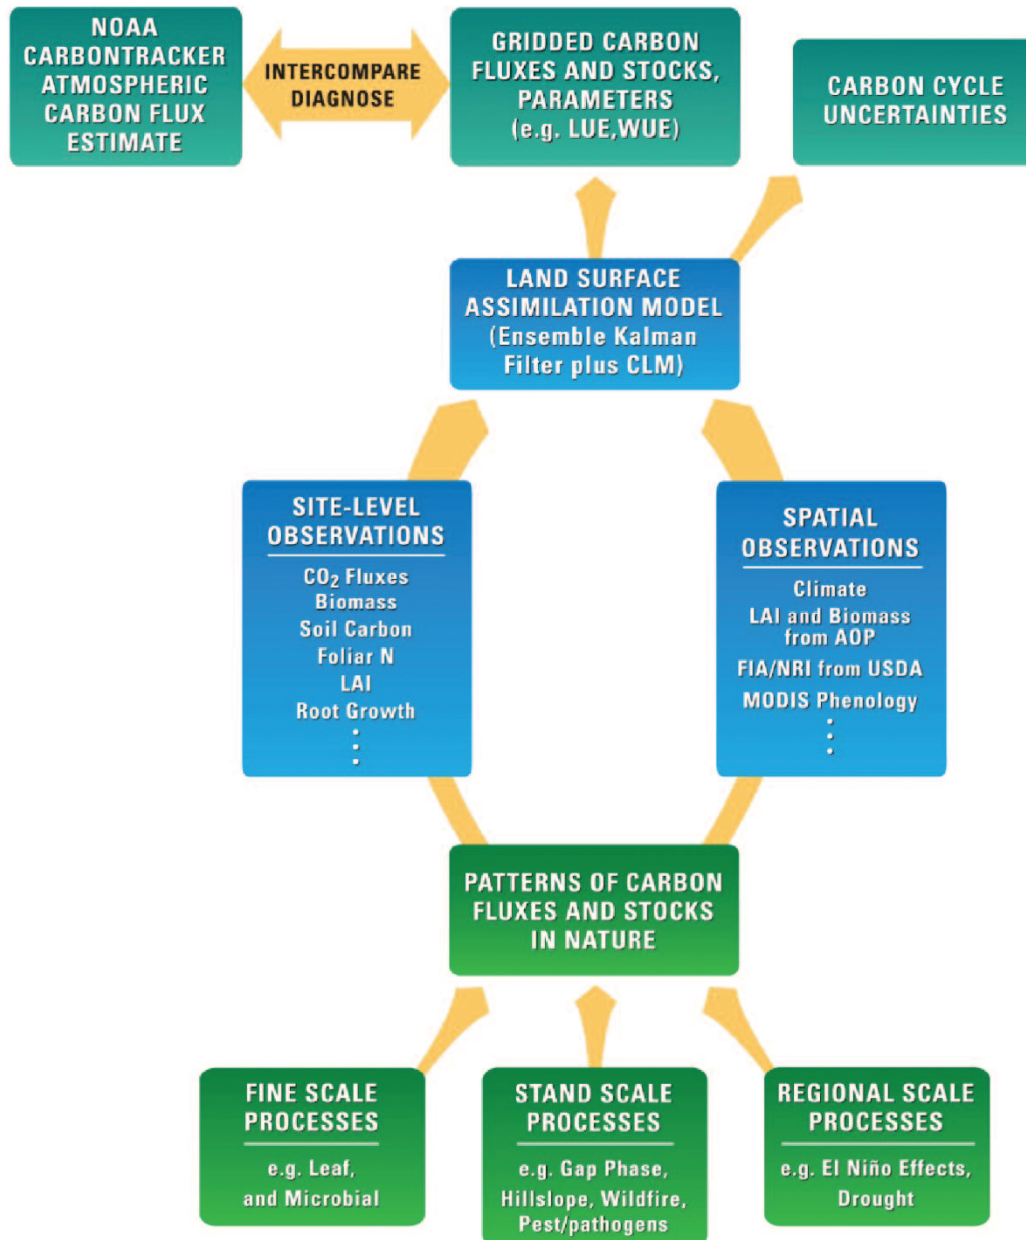 NOAA
CARBONTRACKER
ATMOSPHERIC
CARBON FLUX
ESTIMATE
INTERCOMPARE
DIAGNOSE
GRIDDED CARBON
FLUXES AND STOCKS,
PARAMETERS
(e.g. LUE,WUE)
CARBON CYCLE
UNCERTAINTIES
LAND SURFACE
ASSIMILATION MODEL
(Ensemble Kalman
Filter plus CLM)
SITE-LEVEL
OBSERVATIONS
CO₂ Fluxes
Biomass
Soil Carbon
Foliar N
LAI
Root Growth
SPATIAL
OBSERVATIONS
Climate
LAI and Biomass
from AOP
FIA/NRI from USDA
MODIS Phenology
PATTERNS OF CARBON
FLUXES AND STOCKS
IN NATURE
FINE SCALE
PROCESSES
e.g. Leaf,
and Microbial
STAND SCALE
PROCESSES
e.g. Gap Phase,
Hillslope, Wildfire,
Pest/pathogens
REGIONAL SCALE
PROCESSES
e.g. El Niño Effects,
Drought